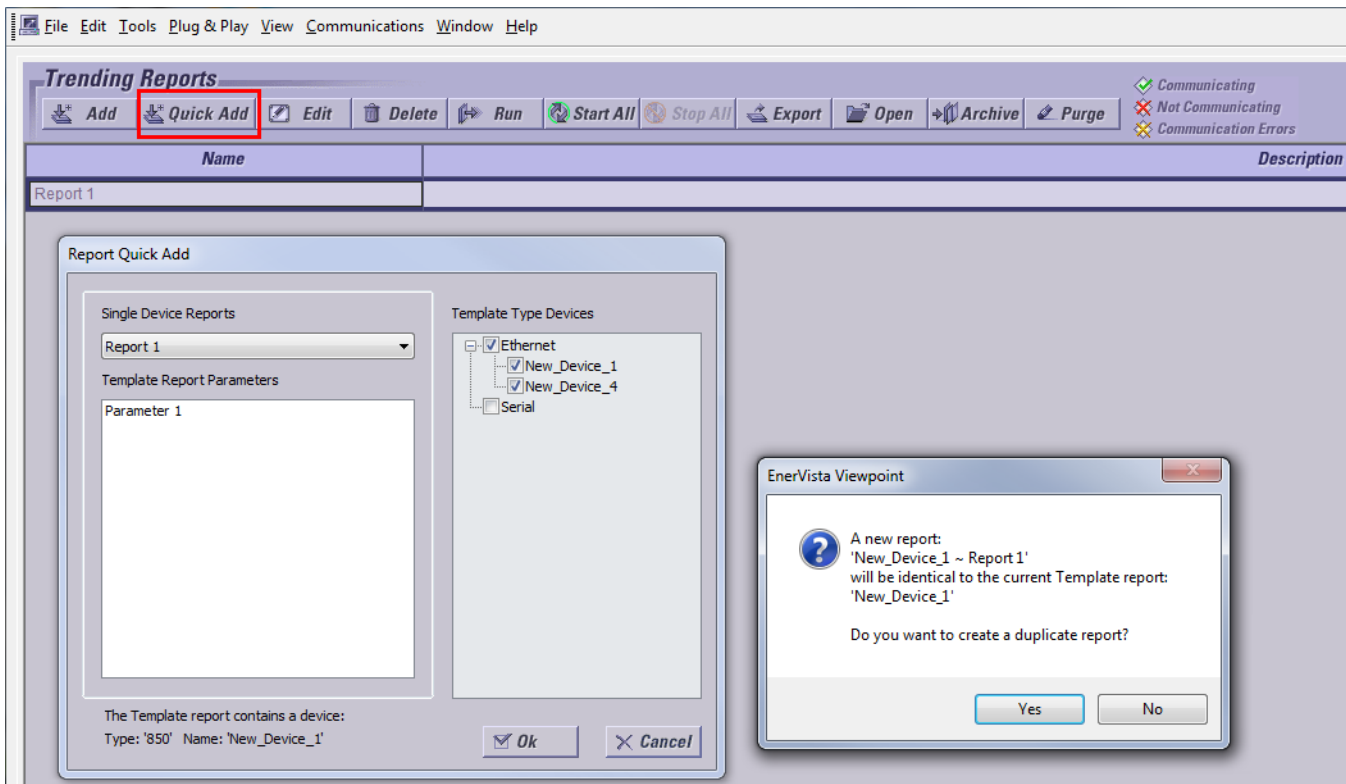 File Edit Tools Plug & Play View Communications Window Help
Trending Reports
Add Quick Add Edit Delete Run Start All Stop All Export Open Archive Purge
Communicating
Not Communicating
Communication Errors
Name Description
Report 1
Report Quick Add
Single Device Reports
Report 1
Template Report Parameters
Parameter 1
Template Type Devices
Ethernet
New_Device_1
New_Device_4
Serial
The Template report contains a device:
Type: '850' Name: 'New_Device_1'
Ok Cancel
EnerVista Viewpoint
A new report:
'New_Device_1 ~ Report 1'
will be identical to the current Template report:
'New_Device_1'
Do you want to create a duplicate report?
Yes No